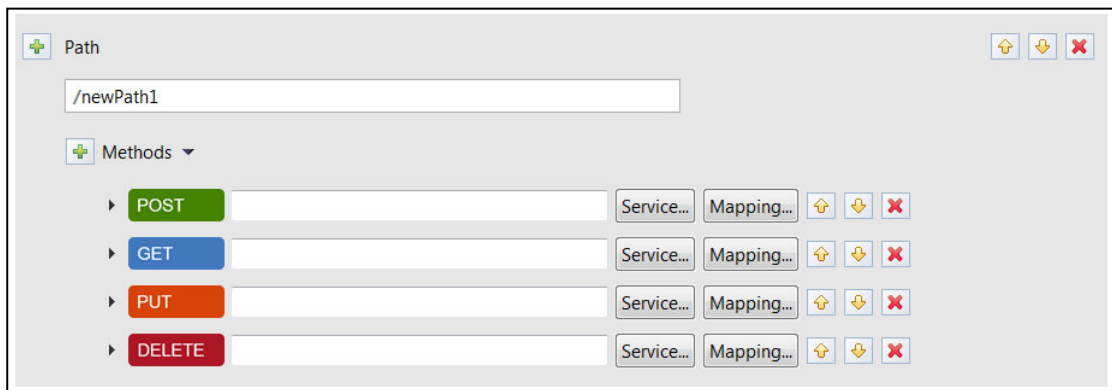 Path
/newPath1
Methods
POST Service... Mapping...
GET Service... Mapping...
PUT Service... Mapping...
DELETE Service... Mapping...